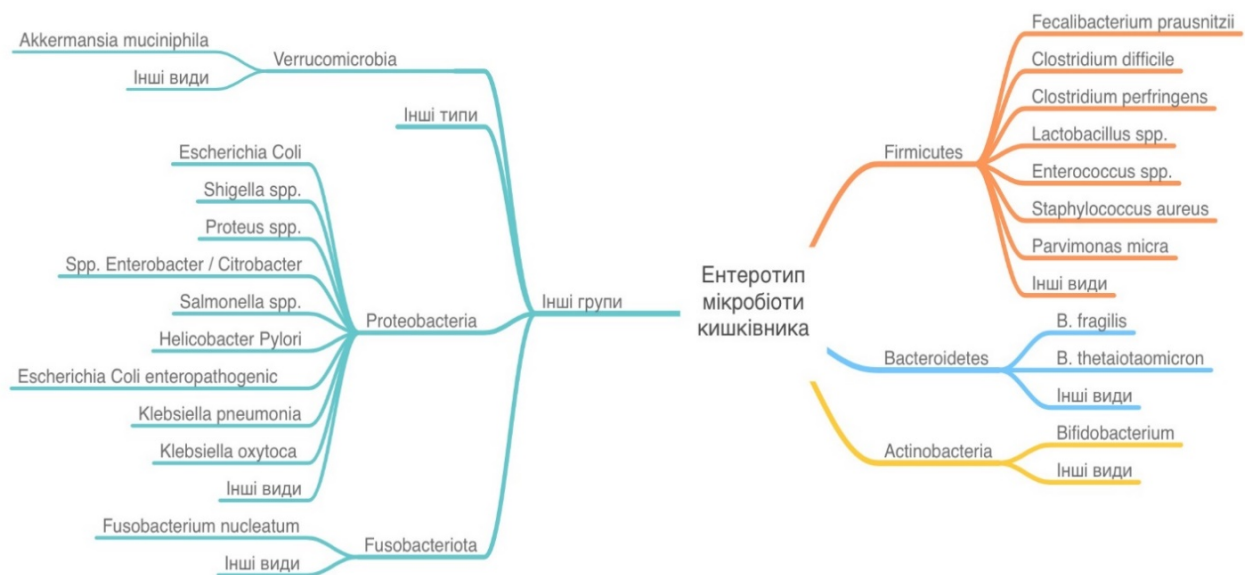 Ентеротип
мікробіоти
кишківника
Firmicutes
Fecalibacterium prausnitzii
Clostridium difficile
Clostridium perfringens
Lactobacillus spp.
Enterococcus spp.
Staphylococcus aureus
Parvimonas micra
Інші види
Bacteroidetes
B. fragilis
B. thetaiotaomicron
Інші види
Actinobacteria
Bifidobacterium
Інші види
Інші групи
Verrucomicrobia
Akkermansia muciniphila
Інші види
Інші типи
Proteobacteria
Escherichia Coli
Shigella spp.
Proteus spp.
Spp. Enterobacter / Citrobacter
Salmonella spp.
Helicobacter Pylori
Escherichia Coli enteropathogenic
Klebsiella pneumonia
Klebsiella oxytoca
Інші види
Fusobacteriota
Fusobacterium nucleatum
Інші види